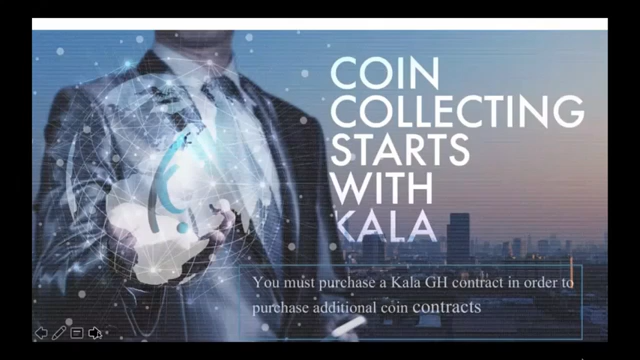 COIN
COLLECTING
STARTS
WITH
KALA
You must purchase a Kala GH contract in order to
purchase additional coin contracts